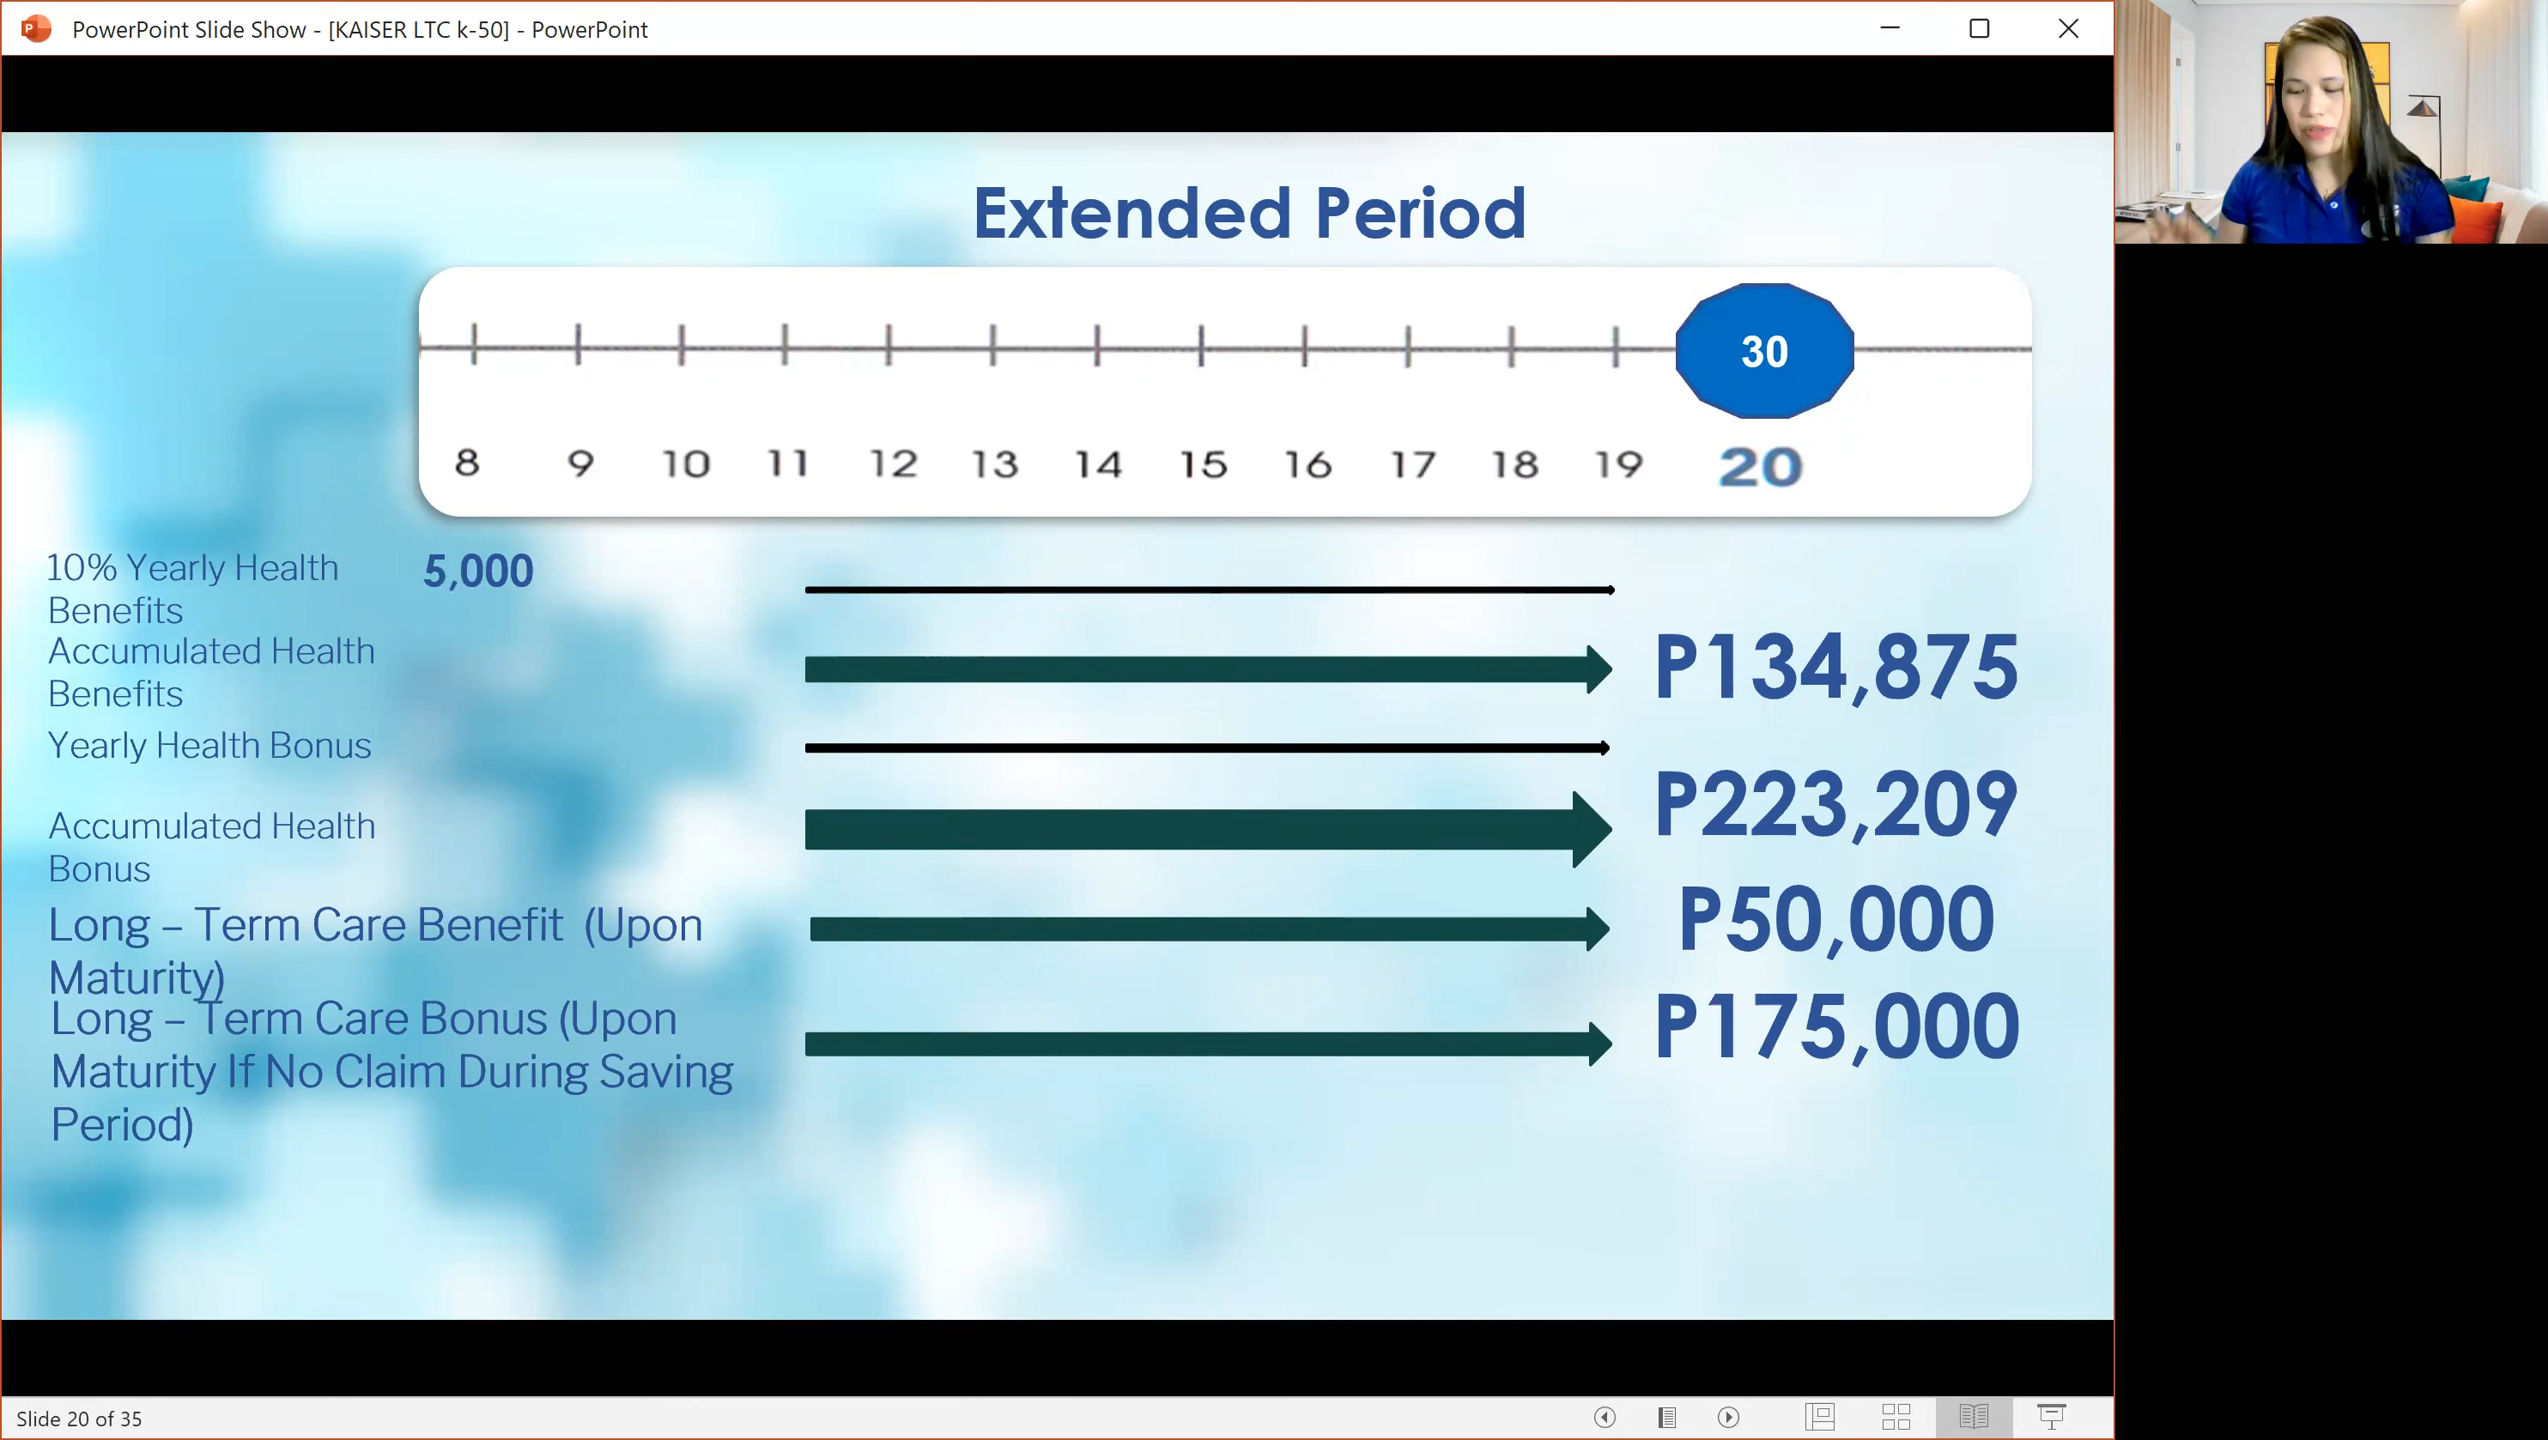 PowerPoint Slide Show - [KAISER LTC k-50] - PowerPoint
Extended Period
30
8 9 10 11 12 13 14 15 16 17 18 19 20
10% Yearly Health
Benefits
5,000
Accumulated Health
Benefits
P134,875
Yearly Health Bonus
Accumulated Health
Bonus
P223,209
Long – Term Care Benefit (Upon
Maturity)
P50,000
Long – Term Care Bonus (Upon
Maturity If No Claim During Saving
Period)
P175,000
Slide 20 of 35